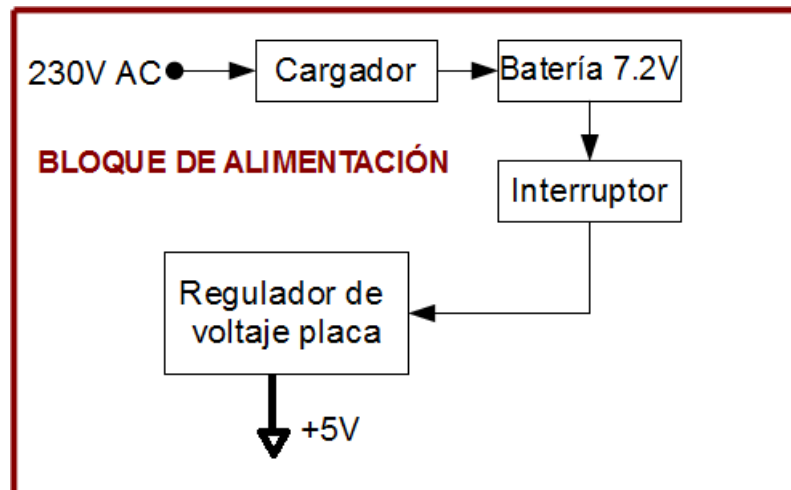 230V AC
Cargador
Batería 7.2V
BLOQUE DE ALIMENTACIÓN
Interruptor
Regulador de
voltaje placa
+5V